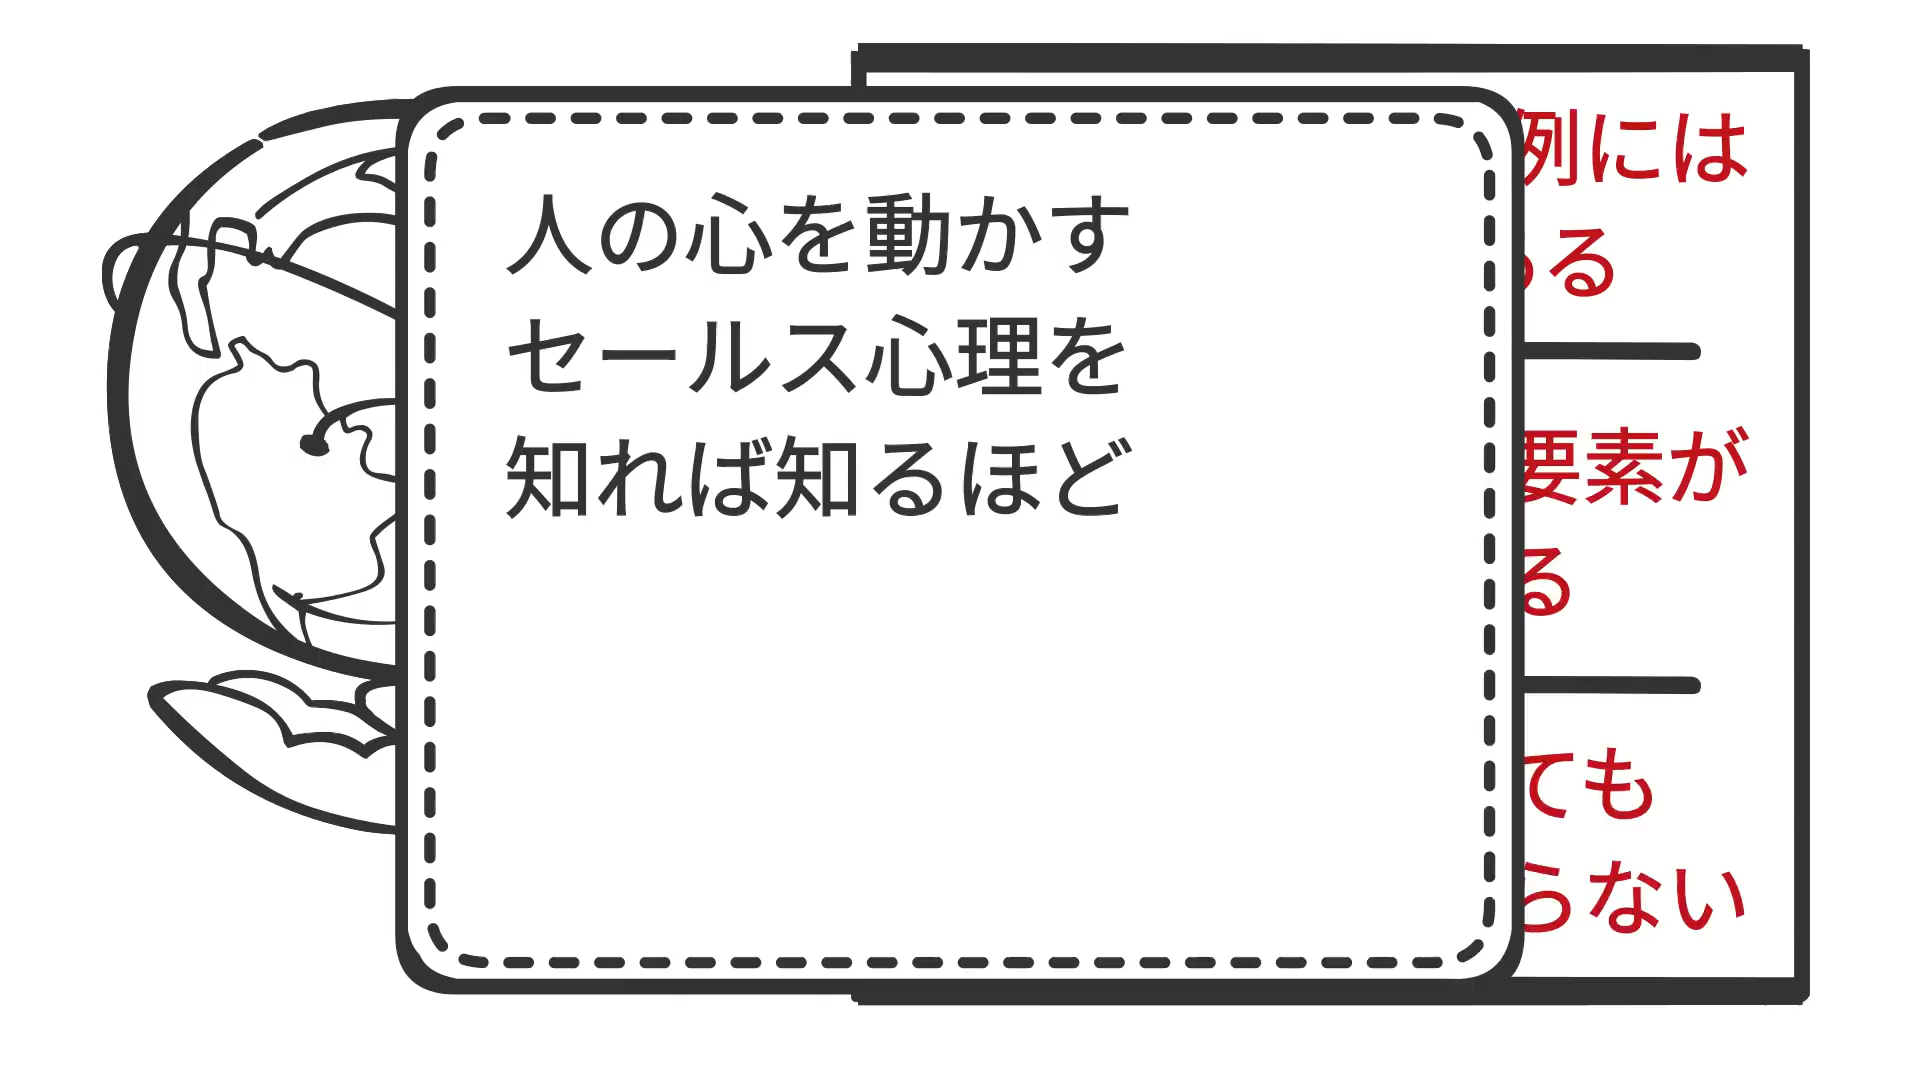 人の心を動かす
セールス心理を
知れば知るほど
例には
る
要素が
る
ても
らない